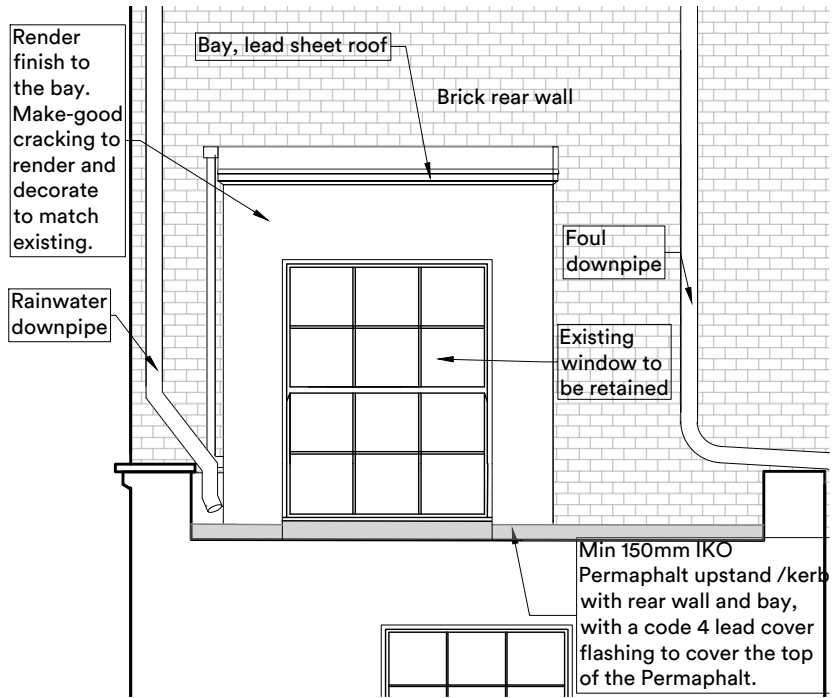 Render
finish to
the bay.
Make-good
cracking to
render and
decorate
to match
existing.
Bay, lead sheet roof
Brick rear wall
Foul
downpipe
Rainwater
downpipe
Existing
window to
be retained
Min 150mm IKO
Permaphalt upstand /kerb
with rear wall and bay,
with a code 4 lead cover
flashing to cover the top
of the Permaphalt.